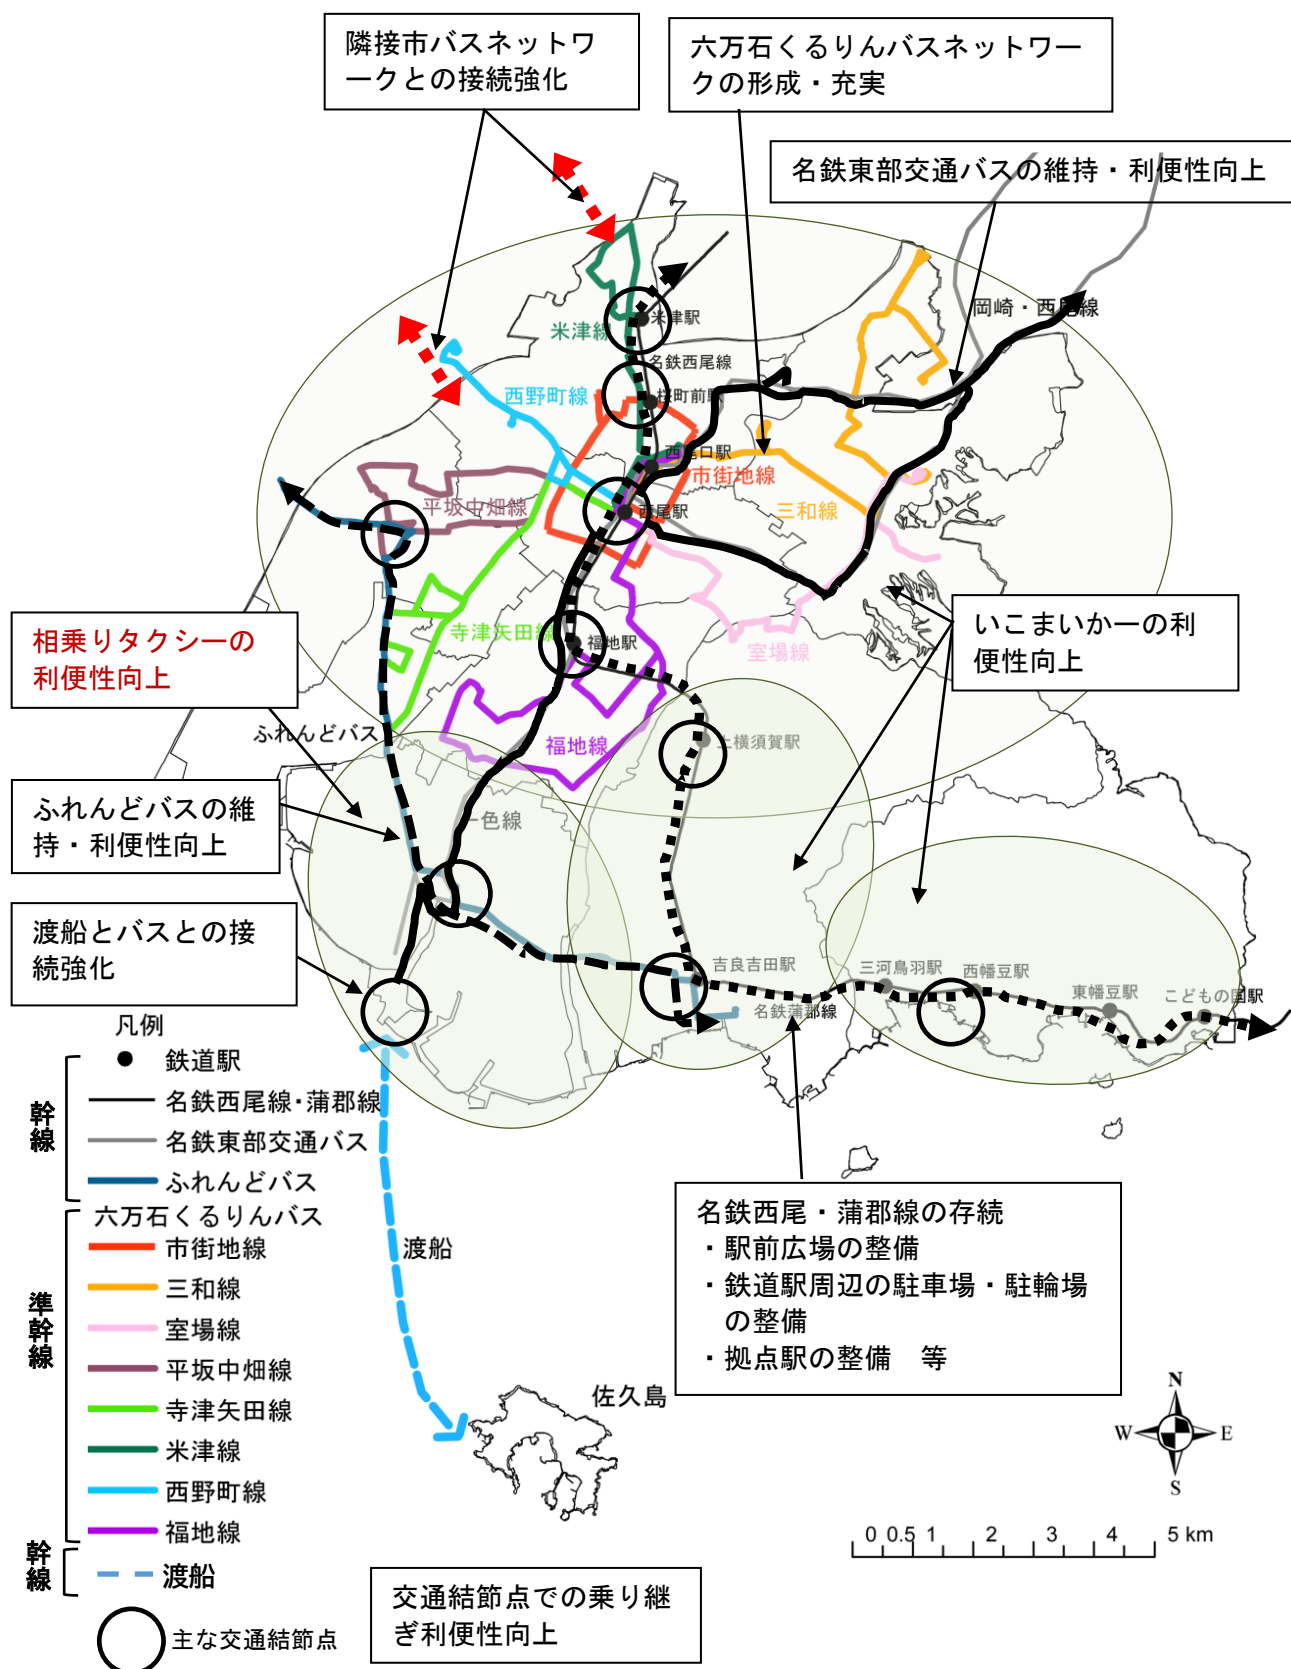 隣接市バスネットワ
ークとの接続強化
六万石くるりんバスネットワー
クの形成・充実
名鉄東部交通バスの維持・利便性向上
岡崎・西尾線
米津駅
米津線
名鉄西尾線
西野町線
桜町前駅
西尾口駅
市街地線
平坂中畑線
西尾駅
三和線
相乗りタクシーの
利便性向上
寺津矢田線
福地駅
室場線
いこまいかーの利
便性向上
ふれんどバス
福地線
上横須賀駅
ふれんどバスの維
持・利便性向上
一色線
渡船とバスとの接
続強化
吉良吉田駅
三河鳥羽駅
西幡豆駅
東幡豆駅
こどもの国駅
名鉄蒲郡線
凡例
鉄道駅
幹線
名鉄西尾線・蒲郡線
名鉄東部交通バス
ふれんどバス
六万石くるりんバス
準幹線
市街地線
三和線
室場線
平坂中畑線
寺津矢田線
米津線
西野町線
福地線
幹線
渡船
主な交通結節点
渡船
佐久島
名鉄西尾・蒲郡線の存続
・駅前広場の整備
・鉄道駅周辺の駐車場・駐輪場
の整備
・拠点駅の整備　等
N
W
E
S
0 0.5 1 2 3 4 5 km
交通結節点での乗り継
ぎ利便性向上